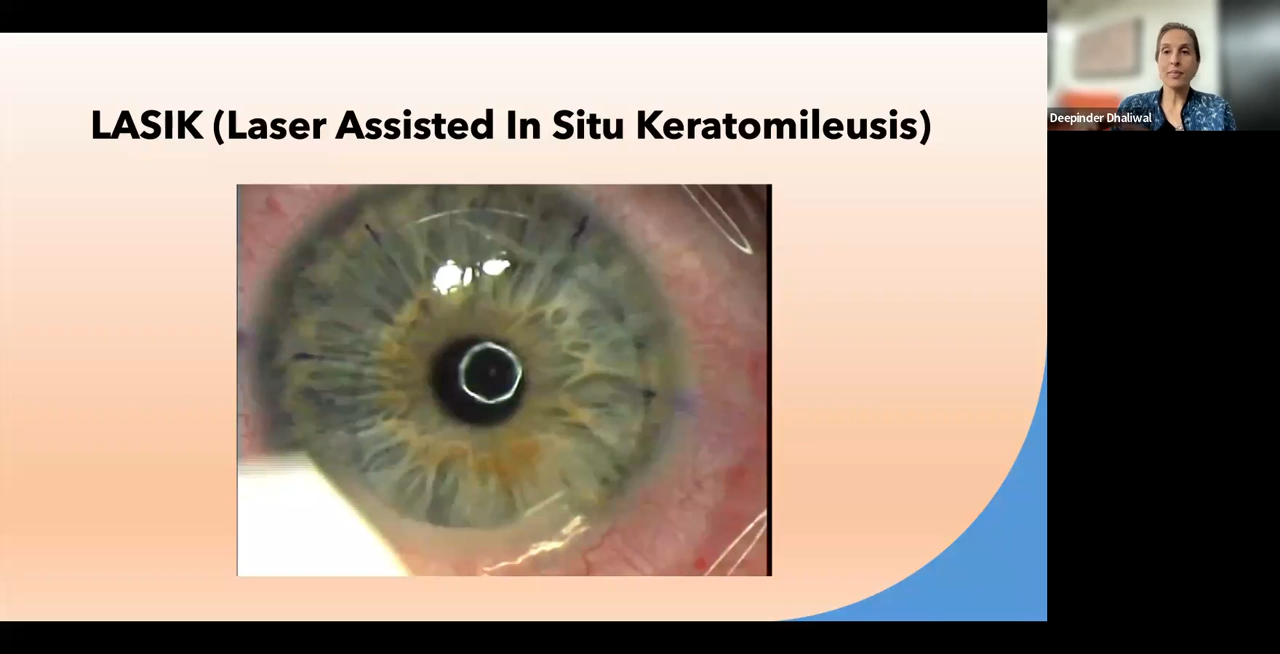 LASIK (Laser Assisted In Situ Keratomileusis)
Deepinder Dhaliwal